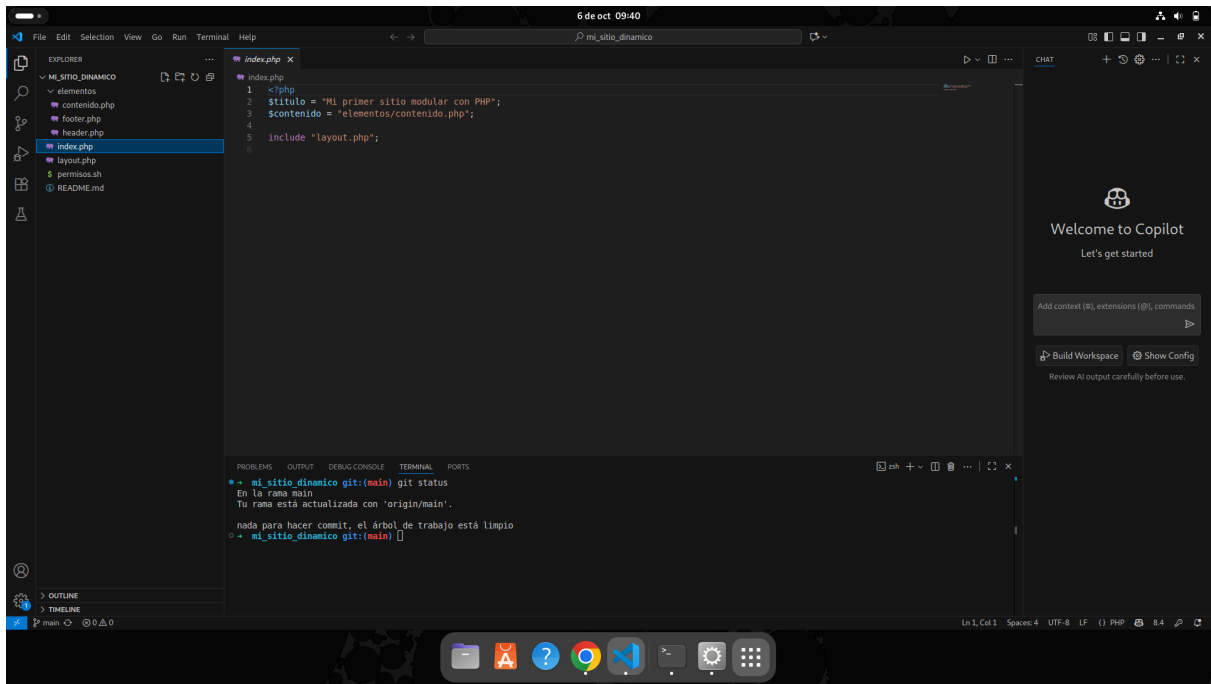 6 de oct 09:40
File Edit Selection View Go Run Terminal Help
mi_sitio_dinamico
EXPLORER
MI_SITIO_DINAMICO
elementos
contenido.php
footer.php
header.php
index.php
layout.php
$ permisos.sh
README.md
OUTLINE
TIMELINE
index.php
index.php
1 <?php
2 $titulo = "Mi primer sitio modular con PHP";
3 $contenido = "elementos/contenido.php";
4
5 include "layout.php";
6
PROBLEMS OUTPUT DEBUG CONSOLE TERMINAL PORTS
zsh
→ mi_sitio_dinamico git:(main) git status
En la rama main
Tu rama está actualizada con 'origin/main'.
nada para hacer commit, el árbol de trabajo está limpio
→ mi_sitio_dinamico git:(main)
CHAT
Welcome to Copilot
Let's get started
Add context (#), extensions (@), commands
Build Workspace Show Config
Review AI output carefully before use.
1
main 0 0
Ln 1, Col 1 Spaces: 4 UTF-8 LF {} PHP 8.4